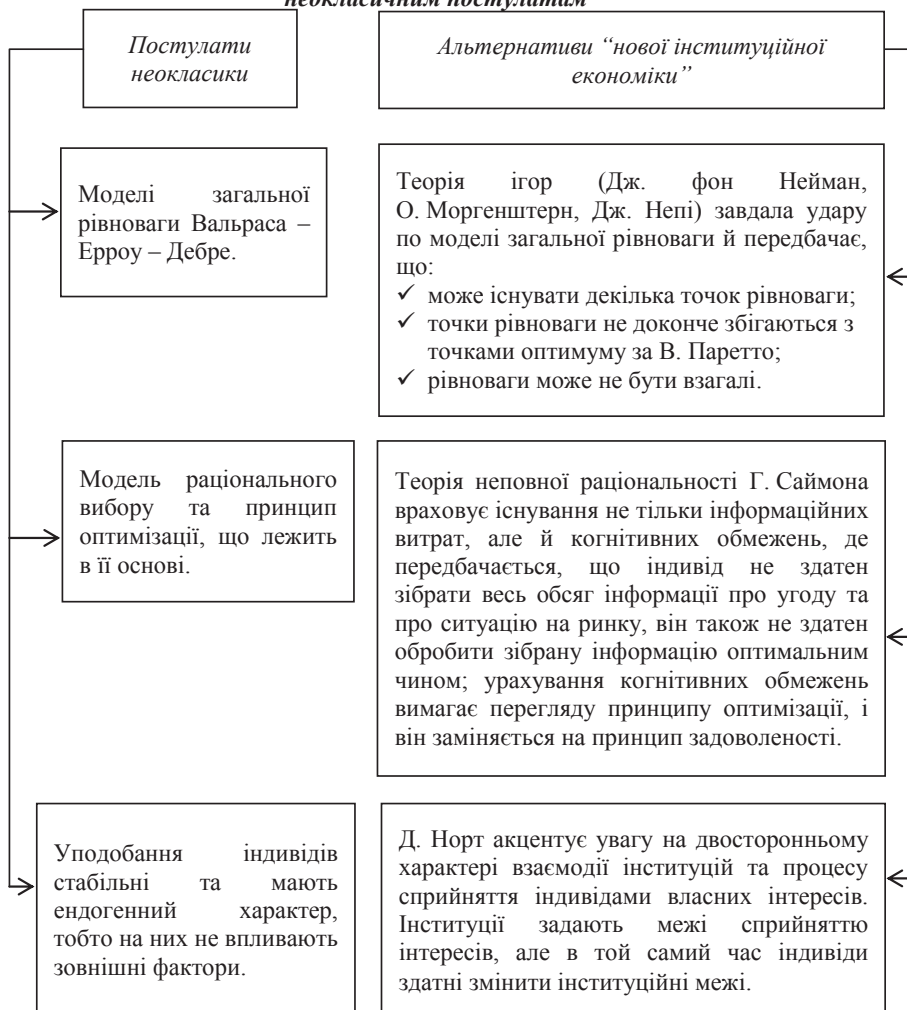 неокласичним постулатам
Постулати
неокласики
Альтернативи “нової інституційної
економіки”
Моделі загальної
рівноваги Вальраса –
Ерроу – Дебре.
Теорія ігор (Дж. фон Нейман,
О. Моргенштерн, Дж. Непі) завдала удару
по моделі загальної рівноваги й передбачає,
що:
✓ може існувати декілька точок рівноваги;
✓ точки рівноваги не доконче збігаються з
точками оптимуму за В. Паретто;
✓ рівноваги може не бути взагалі.
Модель раціонального
вибору та принцип
оптимізації, що лежить
в її основі.
Теорія неповної раціональності Г. Саймона
враховує існування не тільки інформаційних
витрат, але й когнітивних обмежень, де
передбачається, що індивід не здатен
зібрати весь обсяг інформації про угоду та
про ситуацію на ринку, він також не здатен
обробити зібрану інформацію оптимальним
чином; урахування когнітивних обмежень
вимагає перегляду принципу оптимізації, і
він заміняється на принцип задоволеності.
Уподобання індивідів
стабільні та мають
ендогенний характер,
тобто на них не впливають
зовнішні фактори.
Д. Норт акцентує увагу на двосторонньому
характері взаємодії інституцій та процесу
сприйняття індивідами власних інтересів.
Інституції задають межі сприйняттю
інтересів, але в той самий час індивіди
здатні змінити інституційні межі.